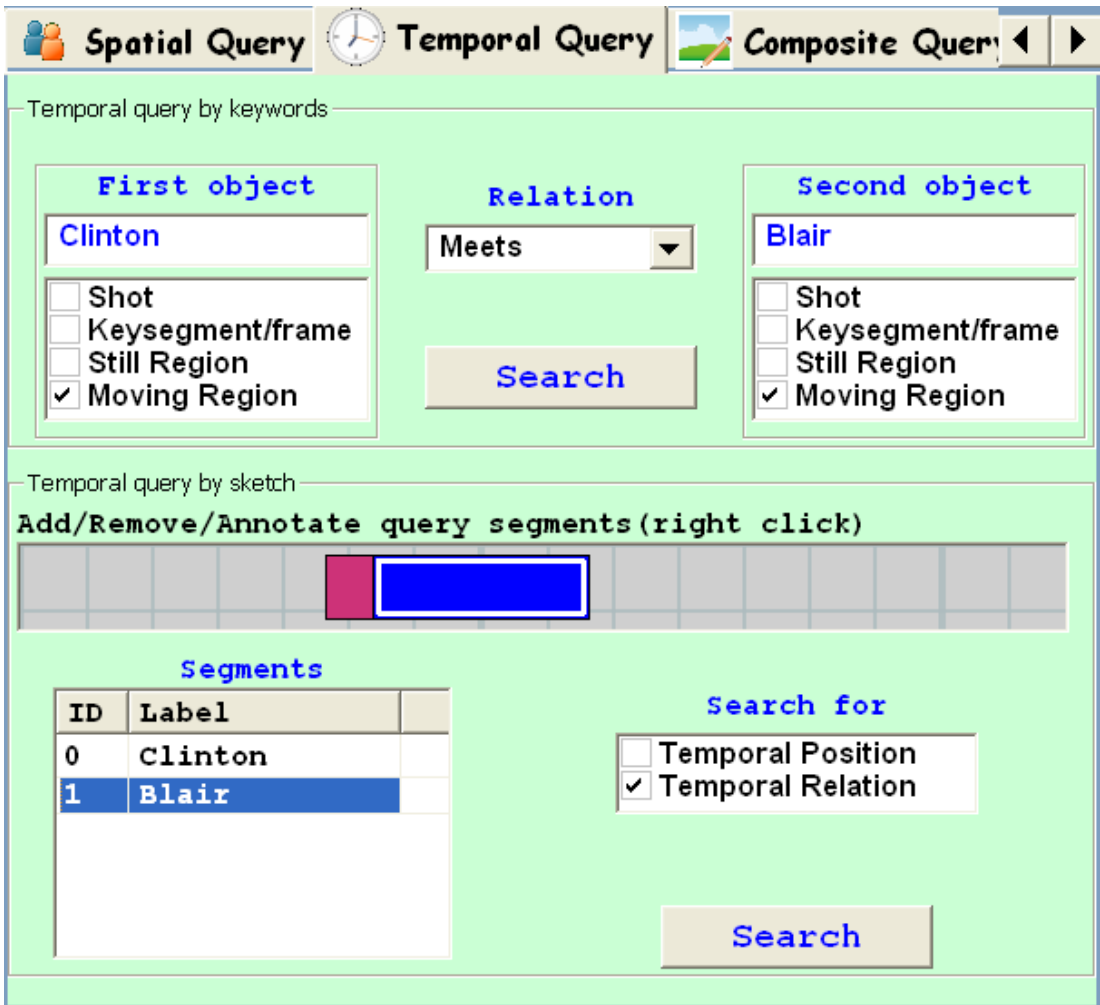 Spatial Query Temporal Query Composite Query
Temporal query by keywords
First object
Clinton
Shot
Keysegment/frame
Still Region
Moving Region
Relation
Meets
Search
Second object
Blair
Shot
Keysegment/frame
Still Region
Moving Region
Temporal query by sketch
Add/Remove/Annotate query segments(right click)
Segments
ID Label
0 Clinton
1 Blair
Search for
Temporal Position
Temporal Relation
Search